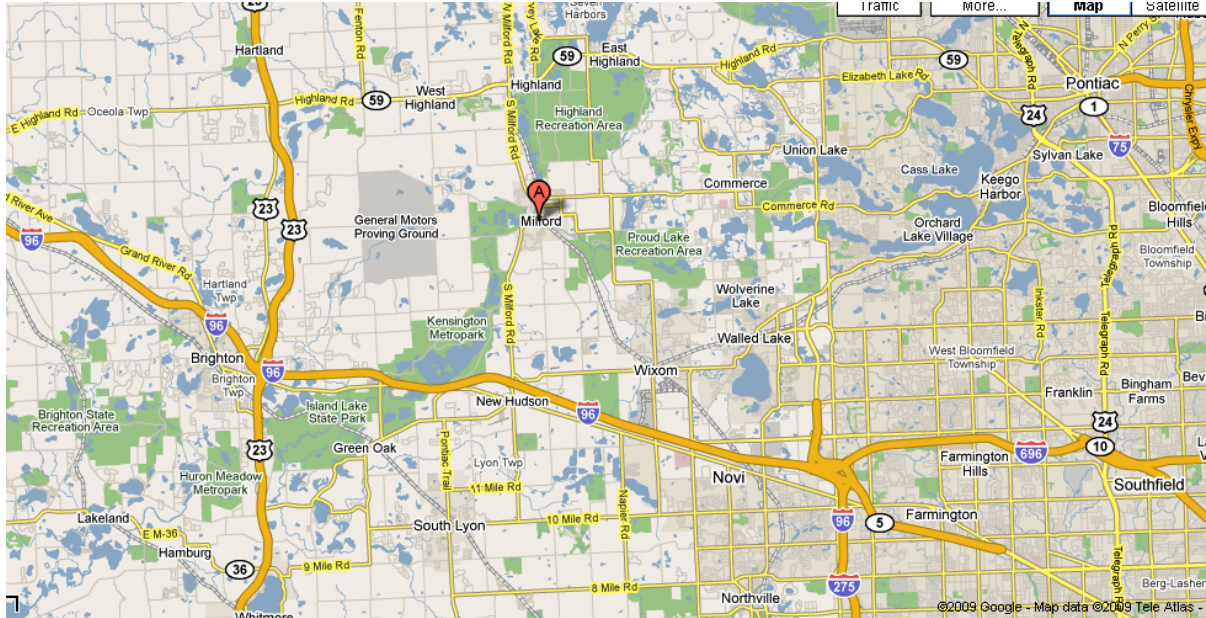 Traffic
More...
Map
Satellite
Seven
Harbors
N Milford Rd
Fenton Rd
Hartland
59
East
Highland
Highland
Highland Rd
59
Elizabeth Lake Rd
Telegraph Rd
N Perry St
Pontiac
1
24
75
Chrysler Expy
West
Highland
Highland Rd
59
Oceola Twp
E Highland Rd
S Milford Rd
Highland
Recreation Area
Union Lake
Cass Lake
Sylvan Lake
Keego
Harbor
Commerce
Commerce Rd
A
Milford
General Motors
Proving Ground
23
23
96
Grand River Rd
Orchard
Lake Village
Bloomfield
Hills
Bloomfield
Township
Proud Lake
Recreation Area
Telegraph Rd
Hartland
Twp
Wolverine
Lake
Inkster Rd
S Milford Rd
Kensington
Metropark
96
Walled Lake
Telegraph Rd
Brighton
Brighton
Twp
96
Wixom
West Bloomfield
Township
Franklin
Bingham
Farms
New Hudson
96
Island Lake
State Park
Brighton State
Recreation Area
23
Green Oak
Pontiac Trail
24
10
696
Farmington
Hills
Southfield
Lyon Twp
Novi
Huron Meadow
Metropark
11 Mile Rd
Napier Rd
10 Mile Rd
South Lyon
96
5
Farmington
Lakeland
E M-36
Hamburg
36
9 Mile Rd
8 Mile Rd
275
Telegraph Rd
Northville
Whitmore
©2009 Google - Map data ©2009 Tele Atlas -